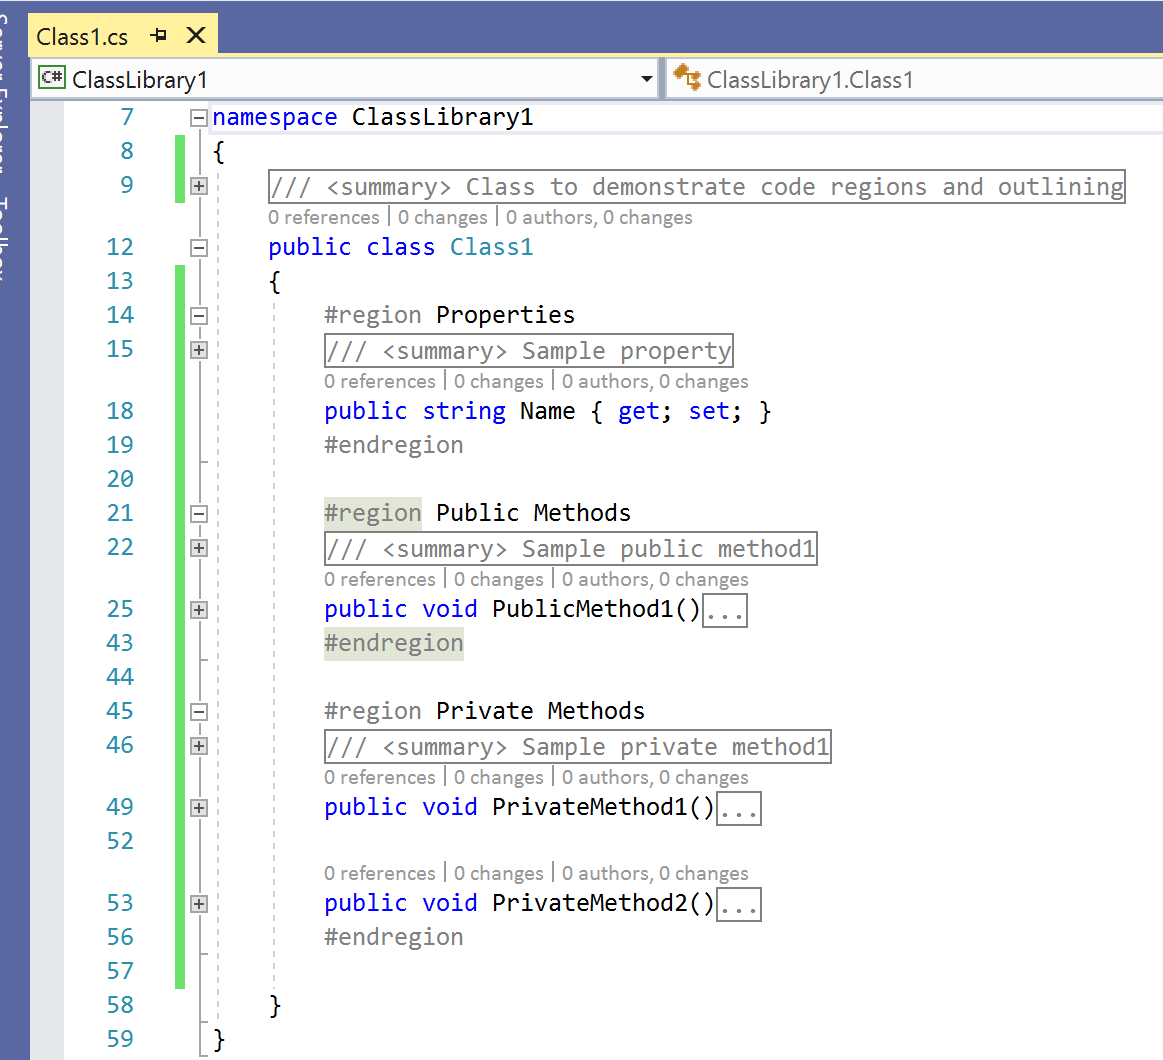 Class1.cs
C# ClassLibrary1 ClassLibrary1.Class1
Server Explorer Toolbox
7 namespace ClassLibrary1
8 {
9 /// <summary> Class to demonstrate code regions and outlining
0 references | 0 changes | 0 authors, 0 changes
12 public class Class1
13 {
14 #region Properties
15 /// <summary> Sample property
0 references | 0 changes | 0 authors, 0 changes
18 public string Name { get; set; }
19 #endregion
20
21 #region Public Methods
22 /// <summary> Sample public method1
0 references | 0 changes | 0 authors, 0 changes
25 public void PublicMethod1()...
43 #endregion
44
45 #region Private Methods
46 /// <summary> Sample private method1
0 references | 0 changes | 0 authors, 0 changes
49 public void PrivateMethod1()...
52
0 references | 0 changes | 0 authors, 0 changes
53 public void PrivateMethod2()...
56 #endregion
57
58 }
59 }